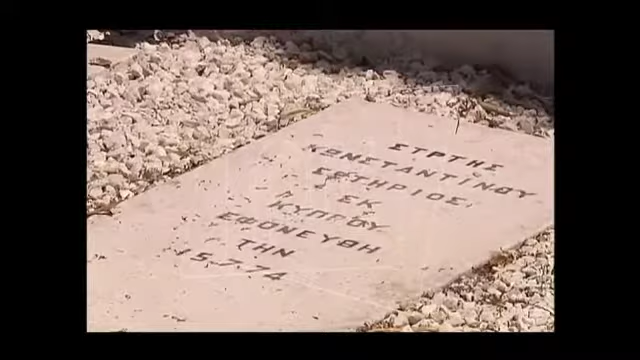 ΣΤΡΤΗΣ
ΚΩΝΣΤΑΝΤΙΝΟΥ
ΣΩΤΗΡΙΟΣ
ΕΚ
ΚΥΠΡΟΥ
ΕΦΟΝΕΥΘΗ
ΤΗΝ
15.7.74